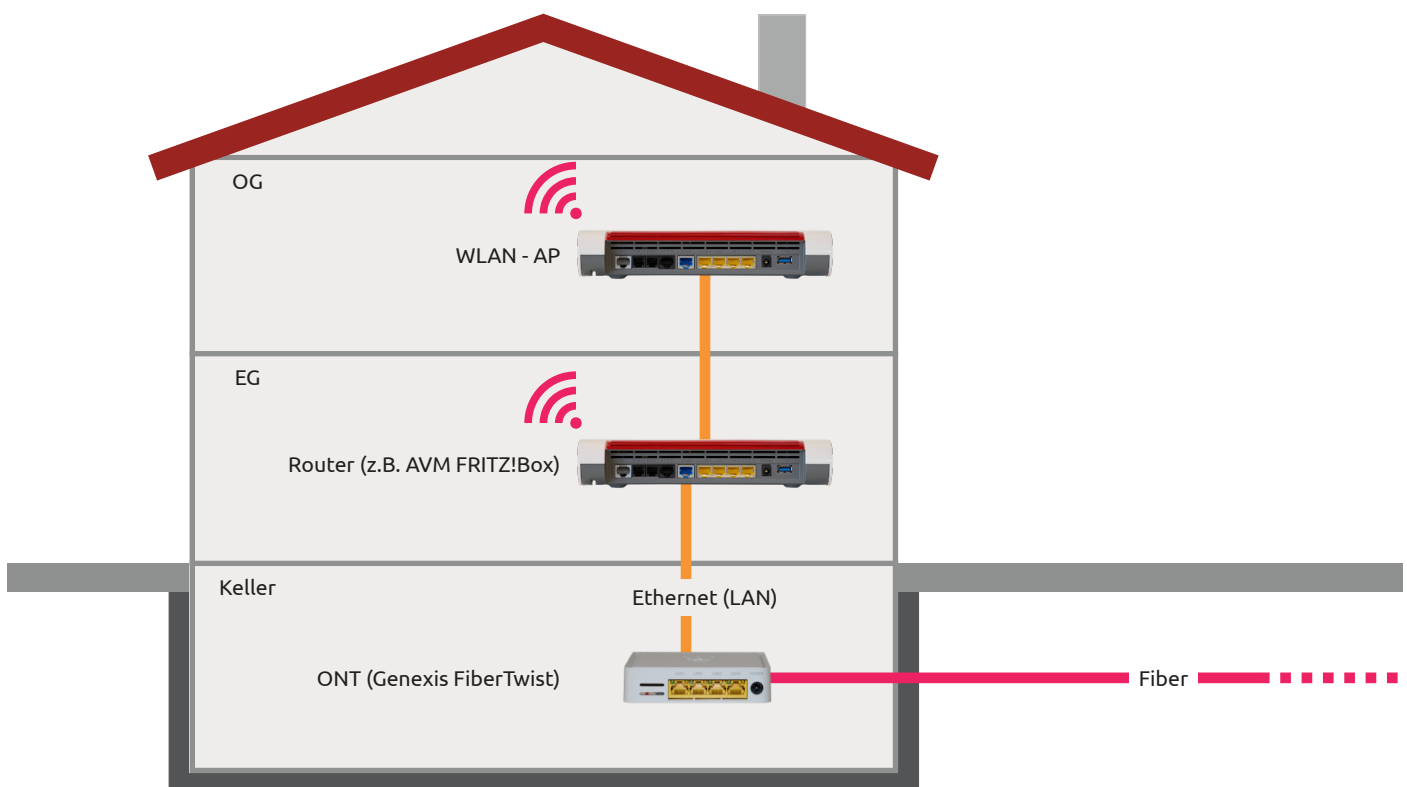 OG
WLAN - AP
EG
Router (z.B. AVM FRITZ!Box)
Keller
Ethernet (LAN)
ONT (Genexis FiberTwist)
Fiber